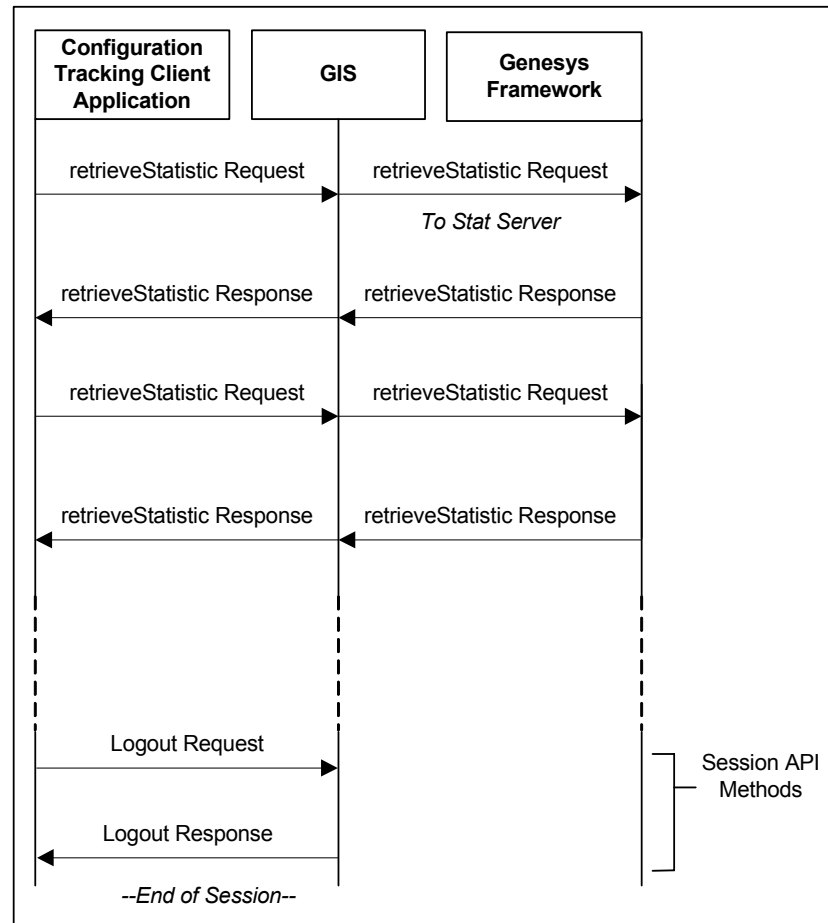 Configuration
Tracking Client
Application
GIS
Genesys
Framework
retrieveStatistic Request
retrieveStatistic Request
To Stat Server
retrieveStatistic Response
retrieveStatistic Response
retrieveStatistic Request
retrieveStatistic Request
retrieveStatistic Response
retrieveStatistic Response
Logout Request
Session API
Methods
Logout Response
--End of Session--